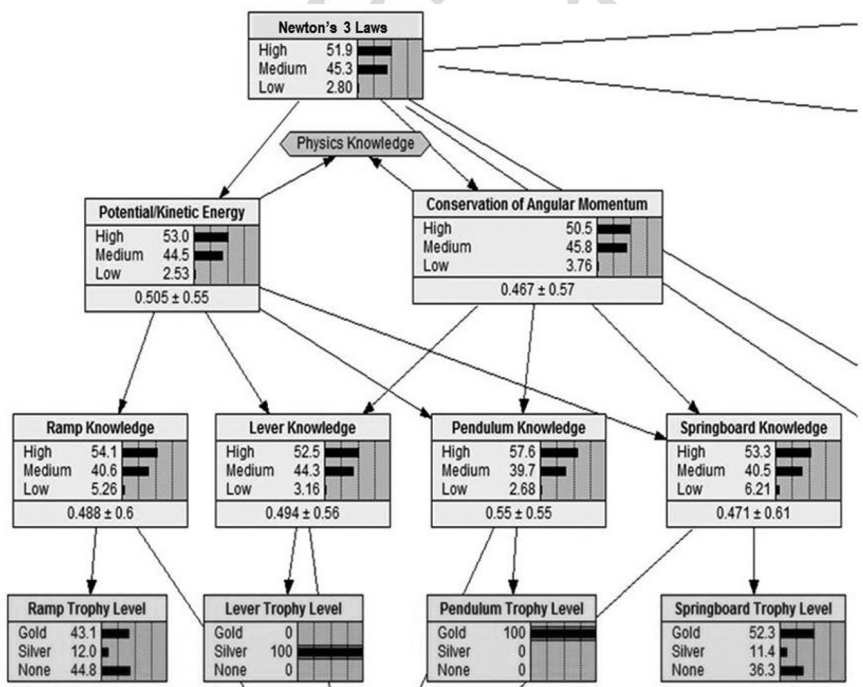 Newton's 3 Laws
High 51.9
Medium 45.3
Low 2.80
Physics Knowledge
Potential/Kinetic Energy
High 53.0
Medium 44.5
Low 2.53
0.505 ± 0.55
Conservation of Angular Momentum
High 50.5
Medium 45.8
Low 3.76
0.467 ± 0.57
Ramp Knowledge
High 54.1
Medium 40.6
Low 5.26
0.488 ± 0.6
Lever Knowledge
High 52.5
Medium 44.3
Low 3.16
0.494 ± 0.56
Pendulum Knowledge
High 57.6
Medium 39.7
Low 2.68
0.55 ± 0.55
Springboard Knowledge
High 53.3
Medium 40.5
Low 6.21
0.471 ± 0.61
Ramp Trophy Level
Gold 43.1
Silver 12.0
None 44.8
Lever Trophy Level
Gold 0
Silver 100
None 0
Pendulum Trophy Level
Gold 100
Silver 0
None 0
Springboard Trophy Level
Gold 52.3
Silver 11.4
None 36.3